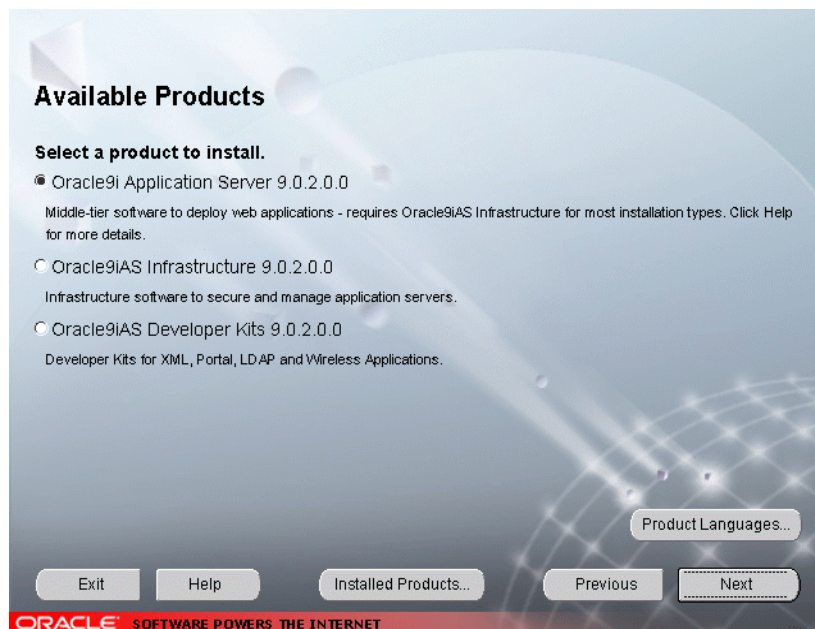 Available Products
Select a product to install.
Oracle9i Application Server 9.0.2.0.0
Middle-tier software to deploy web applications - requires Oracle9iAS Infrastructure for most installation types. Click Help
for more details.
Oracle9iAS Infrastructure 9.0.2.0.0
Infrastructure software to secure and manage application servers.
Oracle9iAS Developer Kits 9.0.2.0.0
Developer Kits for XML, Portal, LDAP and Wireless Applications.
Product Languages...
Exit Help Installed Products... Previous Next
ORACLE SOFTWARE POWERS THE INTERNET